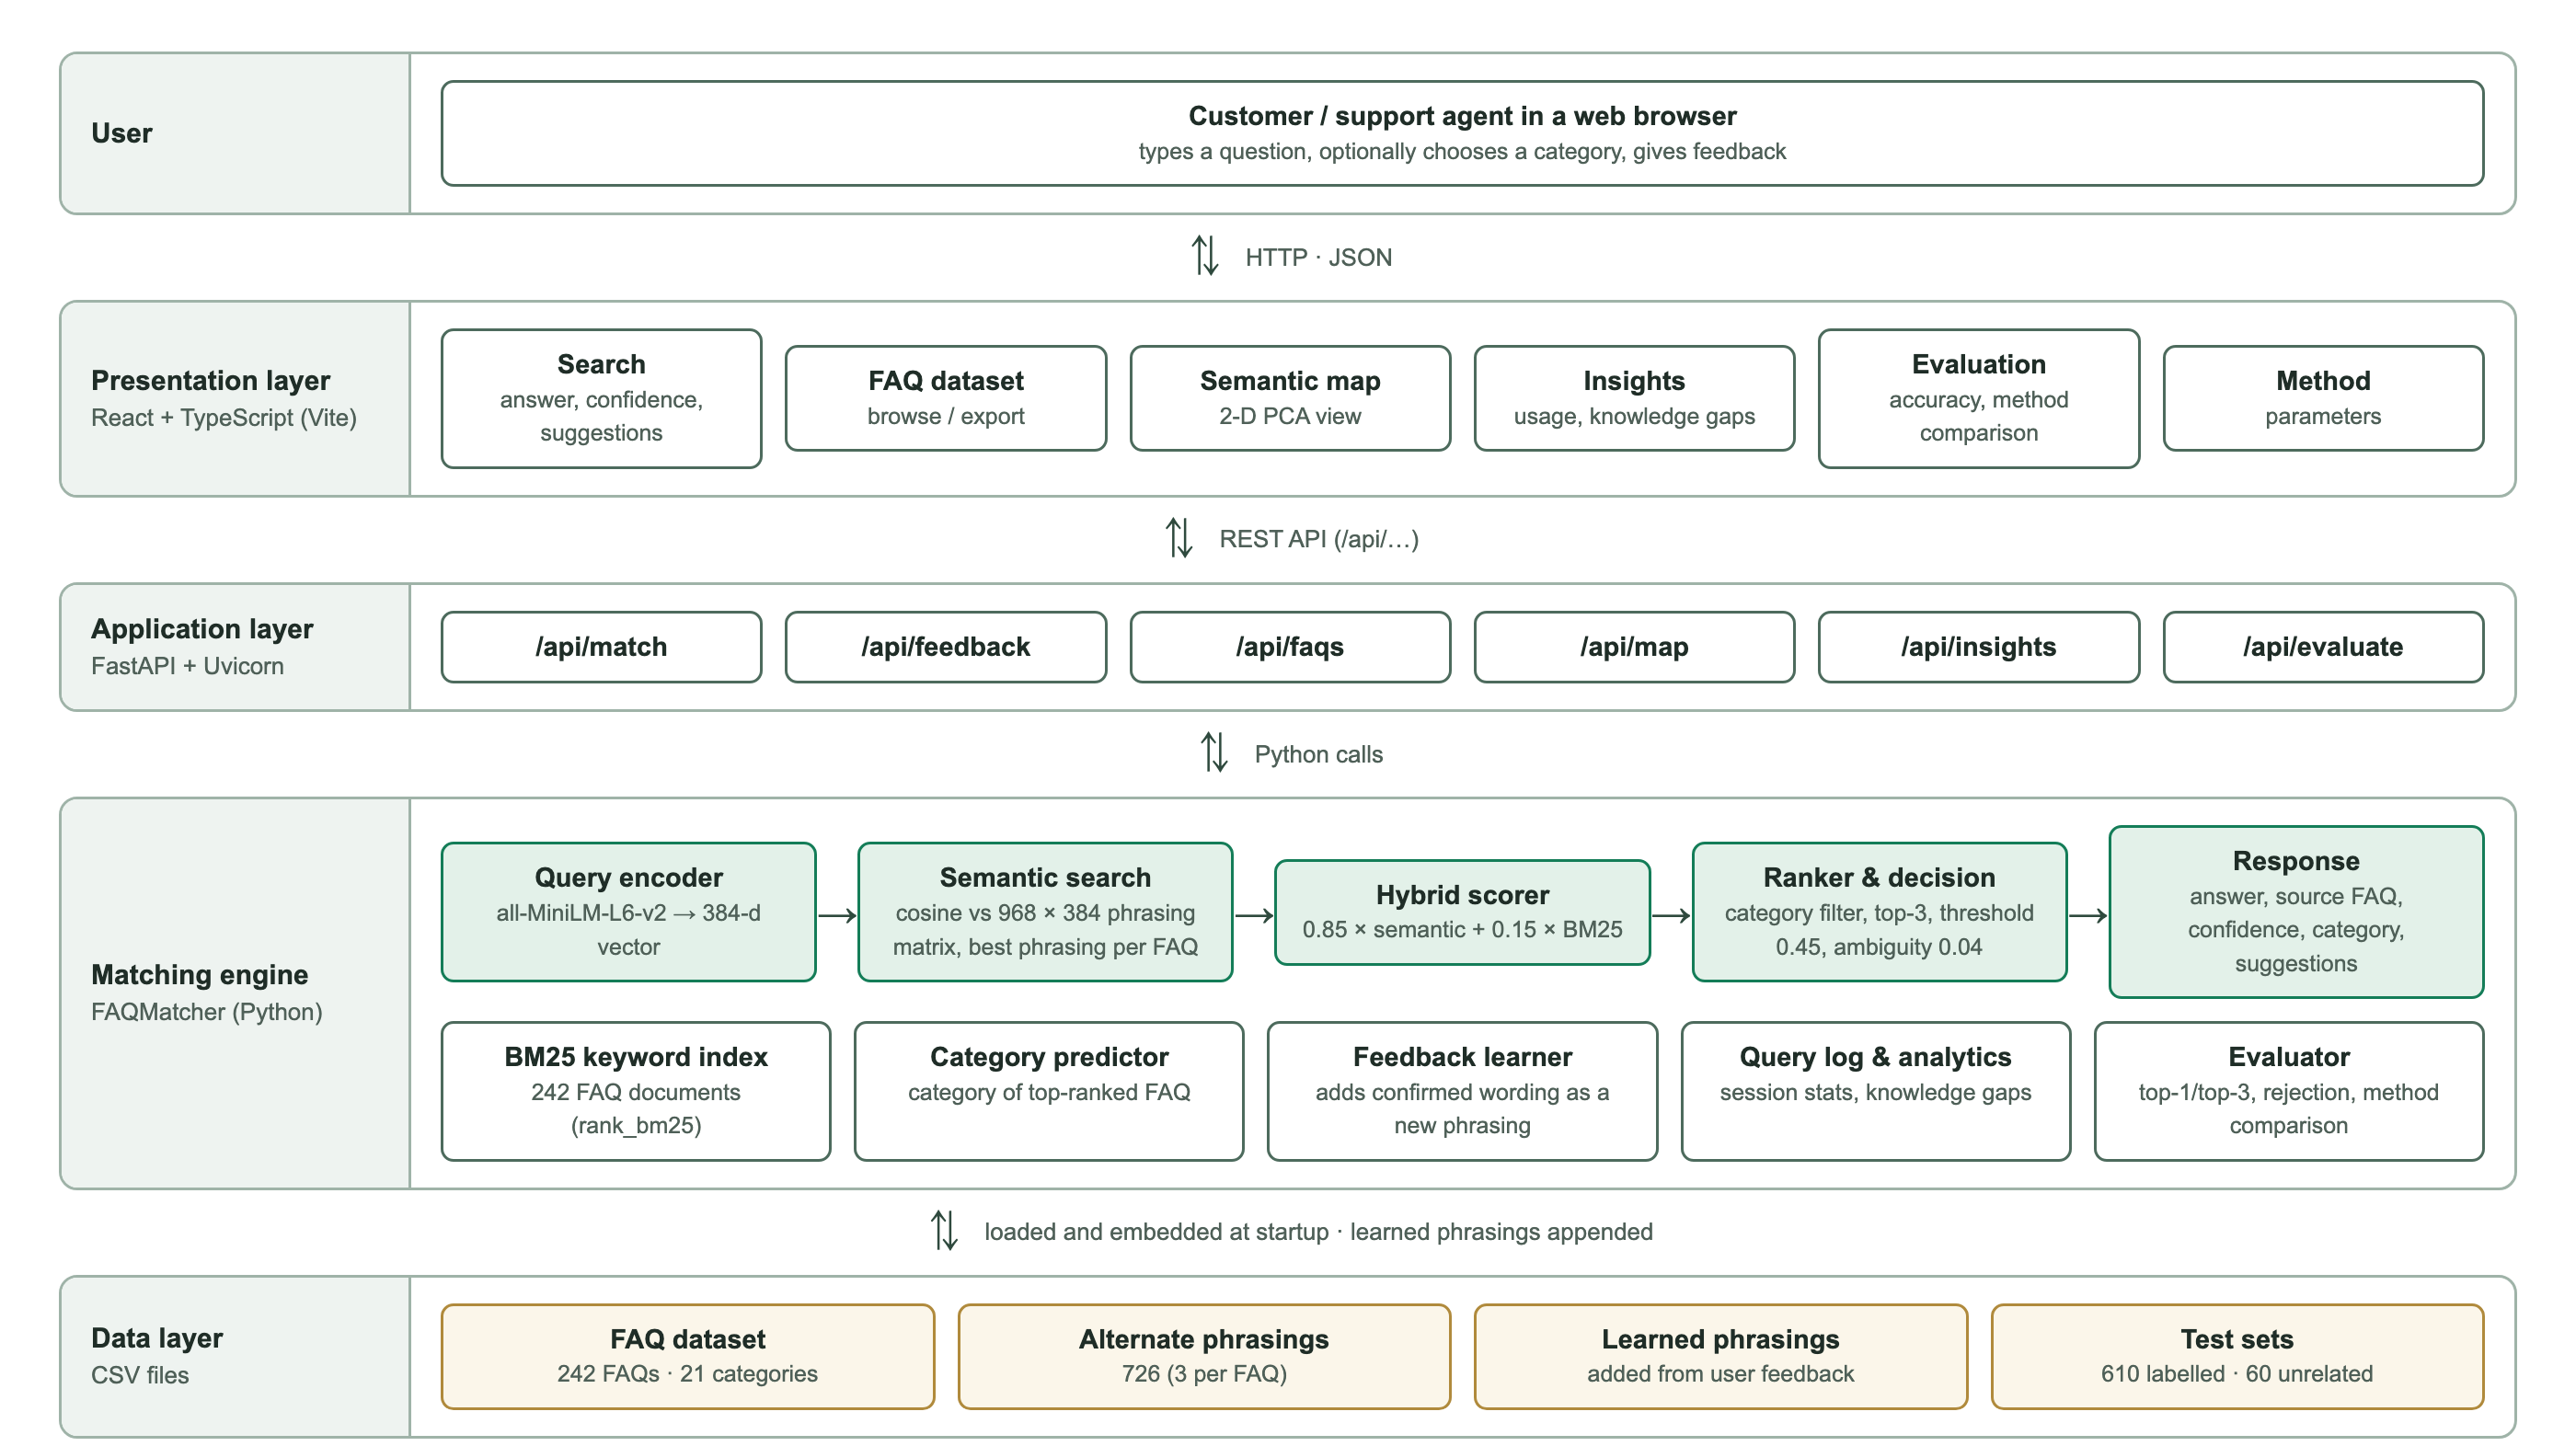 User
Customer / support agent in a web browser
types a question, optionally chooses a category, gives feedback
HTTP · JSON
Presentation layer
React + TypeScript (Vite)
Search
answer, confidence,
suggestions
FAQ dataset
browse / export
Semantic map
2-D PCA view
Insights
usage, knowledge gaps
Evaluation
accuracy, method
comparison
Method
parameters
REST API (/api/…)
Application layer
FastAPI + Uvicorn
/api/match
/api/feedback
/api/faqs
/api/map
/api/insights
/api/evaluate
Python calls
Matching engine
FAQMatcher (Python)
Query encoder
all-MiniLM-L6-v2 → 384-d
vector
Semantic search
cosine vs 968 × 384 phrasing
matrix, best phrasing per FAQ
Hybrid scorer
0.85 × semantic + 0.15 × BM25
Ranker & decision
category filter, top-3, threshold
0.45, ambiguity 0.04
Response
answer, source FAQ,
confidence, category,
suggestions
BM25 keyword index
242 FAQ documents
(rank_bm25)
Category predictor
category of top-ranked FAQ
Feedback learner
adds confirmed wording as a
new phrasing
Query log & analytics
session stats, knowledge gaps
Evaluator
top-1/top-3, rejection, method
comparison
loaded and embedded at startup · learned phrasings appended
Data layer
CSV files
FAQ dataset
242 FAQs · 21 categories
Alternate phrasings
726 (3 per FAQ)
Learned phrasings
added from user feedback
Test sets
610 labelled · 60 unrelated